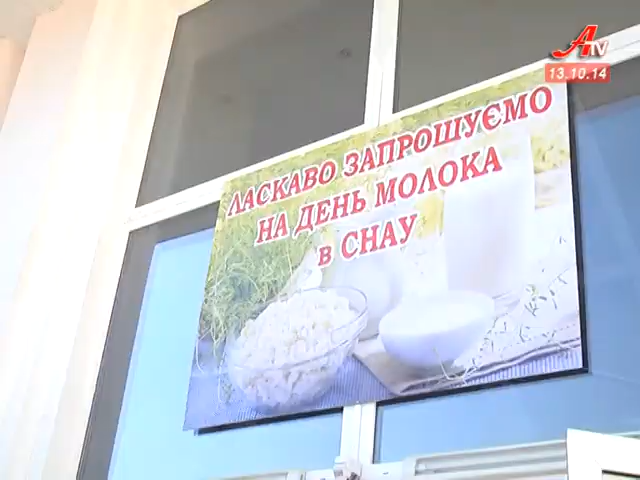 ATV
13.10.14
ЛАСКАВО ЗАПРОШУЄМО
НА ДЕНЬ МОЛОКА
в СНАУ